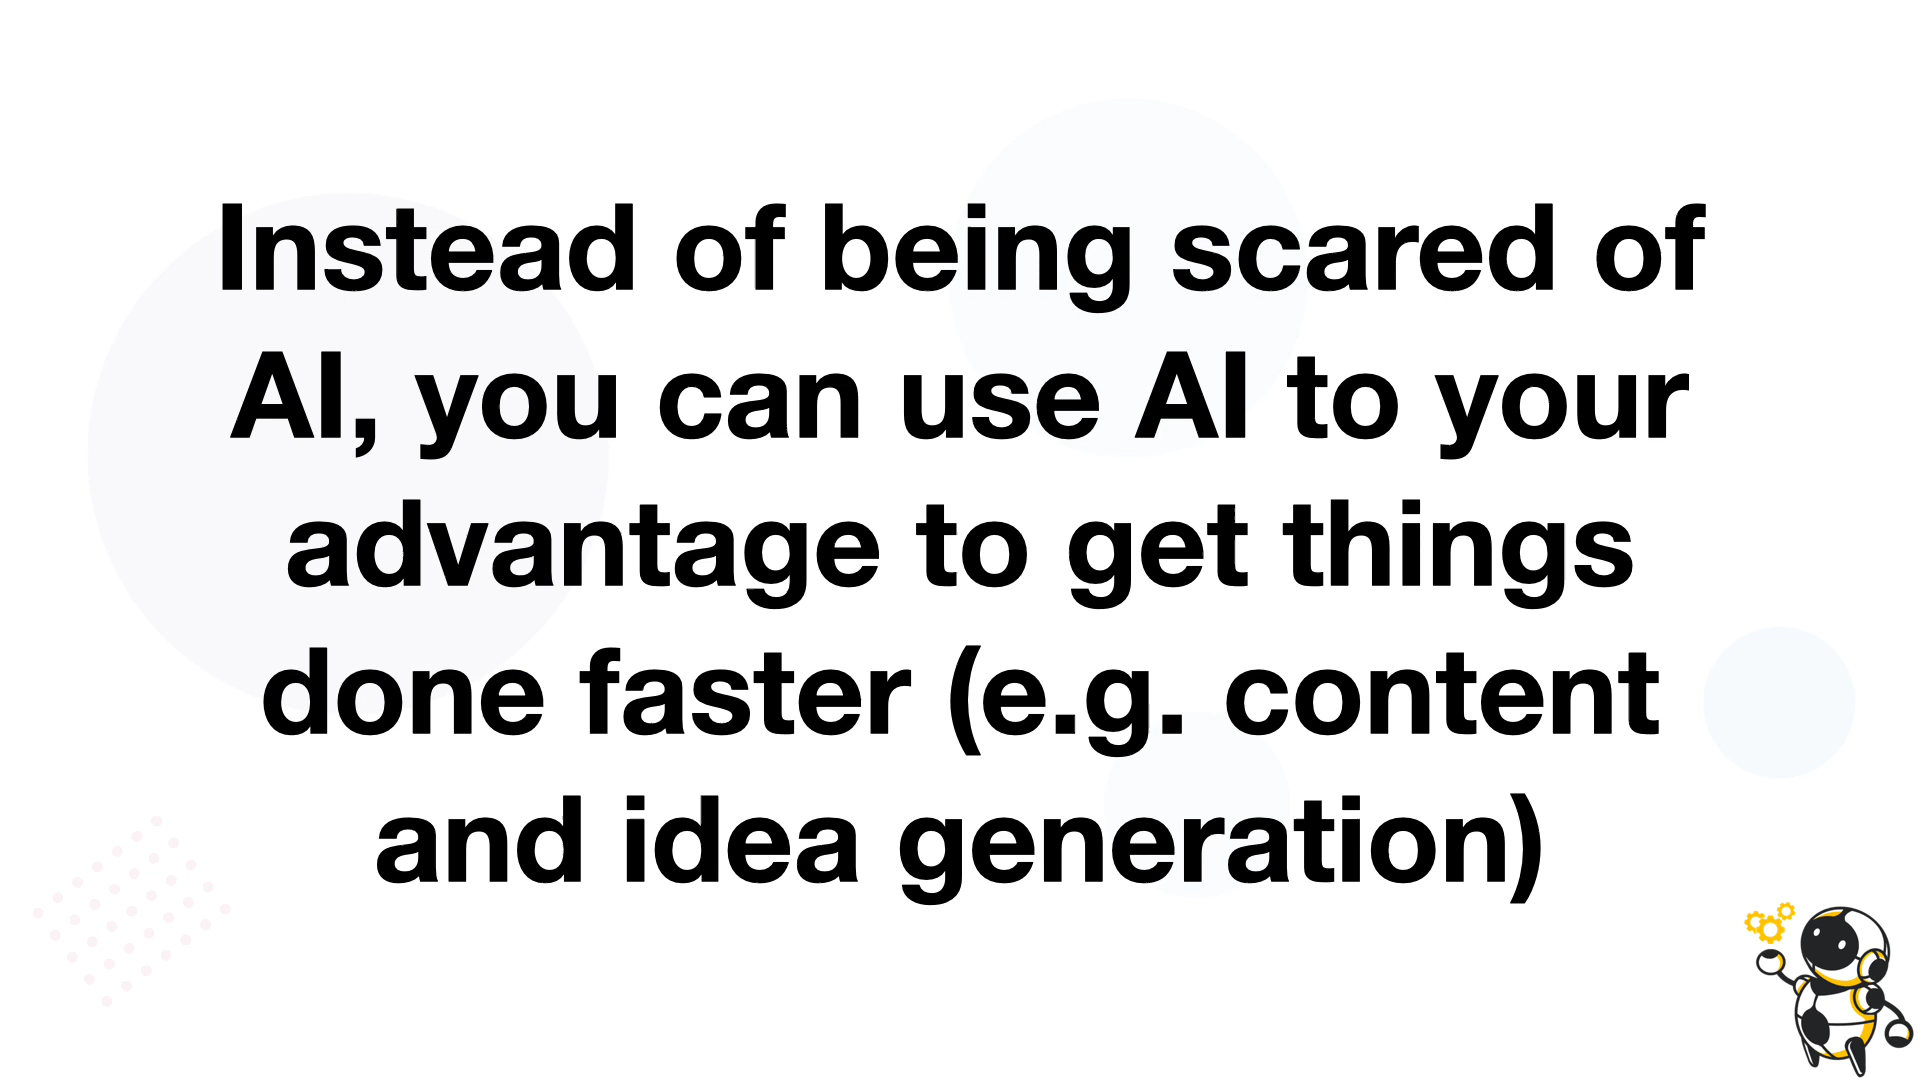 Instead of being scared of
AI, you can use AI to your
advantage to get things
done faster (e.g. content
and idea generation)